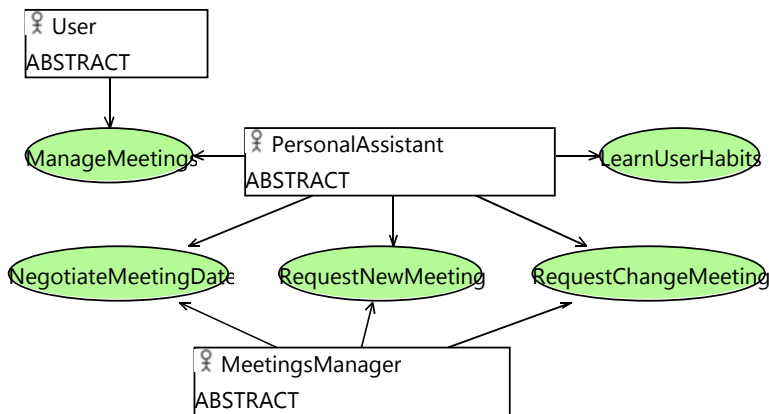 User
ABSTRACT
ManageMeetings
PersonalAssistant
ABSTRACT
LearnUserHabits
NegotiateMeetingDate
RequestNewMeeting
RequestChangeMeeting
MeetingsManager
ABSTRACT